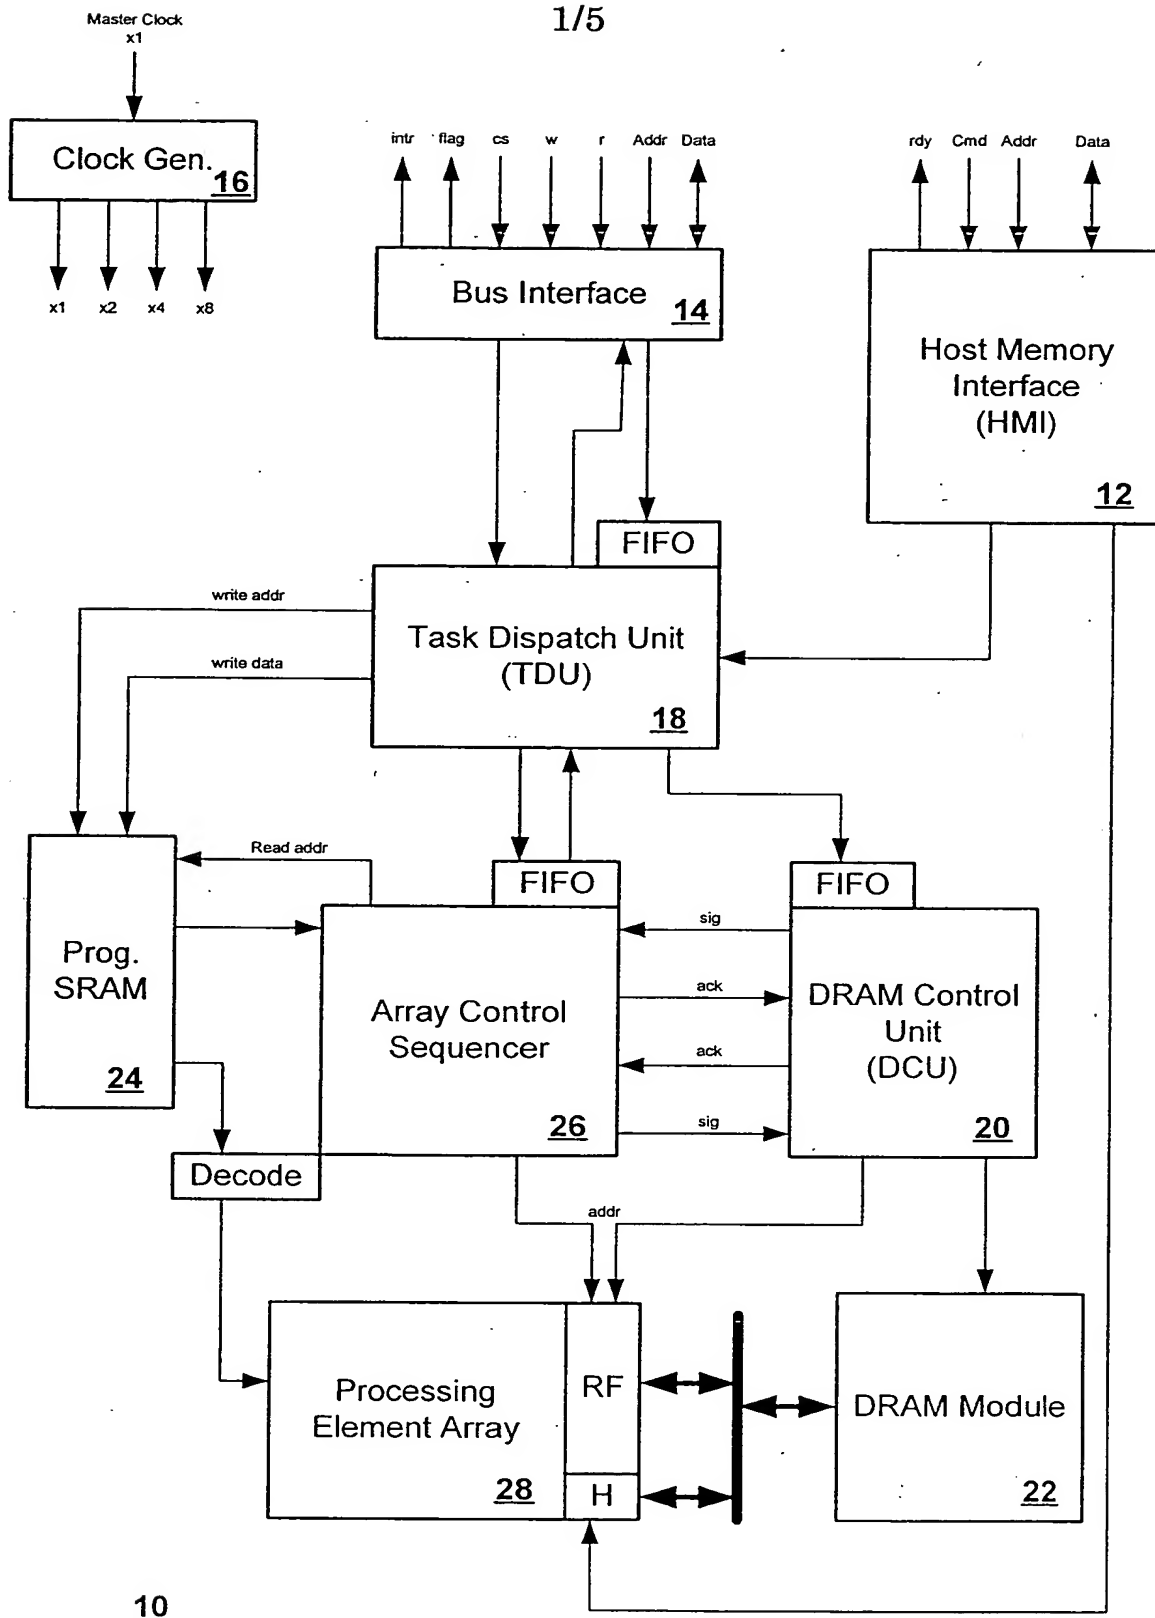 1/5
Master Clock
x1
Clock Gen.
16
x1 x2 x4 x8
intr flag cs w r Addr Data
Bus Interface
14
rdy Cmd Addr Data
Host Memory
Interface
(HMI)
12
FIFO
Task Dispatch Unit
(TDU)
18
write addr
write data
Prog.
SRAM
24
Read addr
FIFO
Array Control
Sequencer
26
sig
ack
ack
sig
FIFO
DRAM Control
Unit
(DCU)
20
Decode
addr
Processing
Element Array
28
RF
H
DRAM Module
22
10